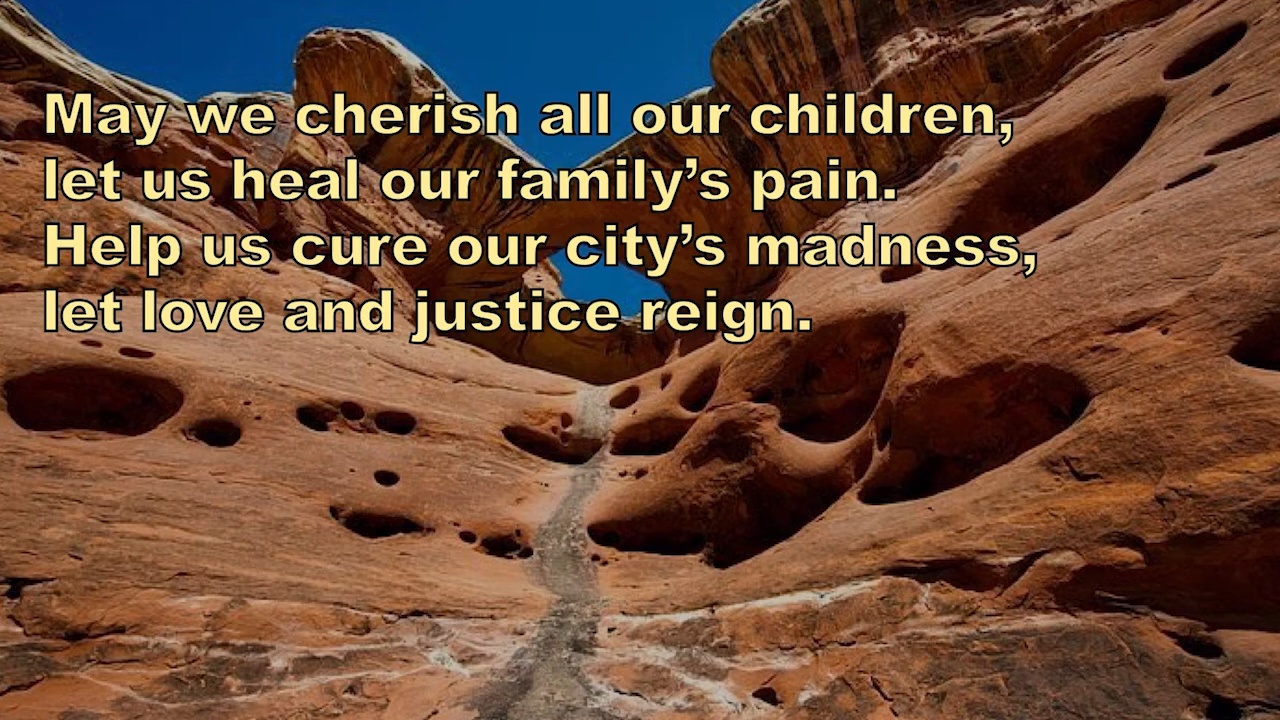 May we cherish all our children,
let us heal our family’s pain.
Help us cure our city’s madness,
let love and justice reign.